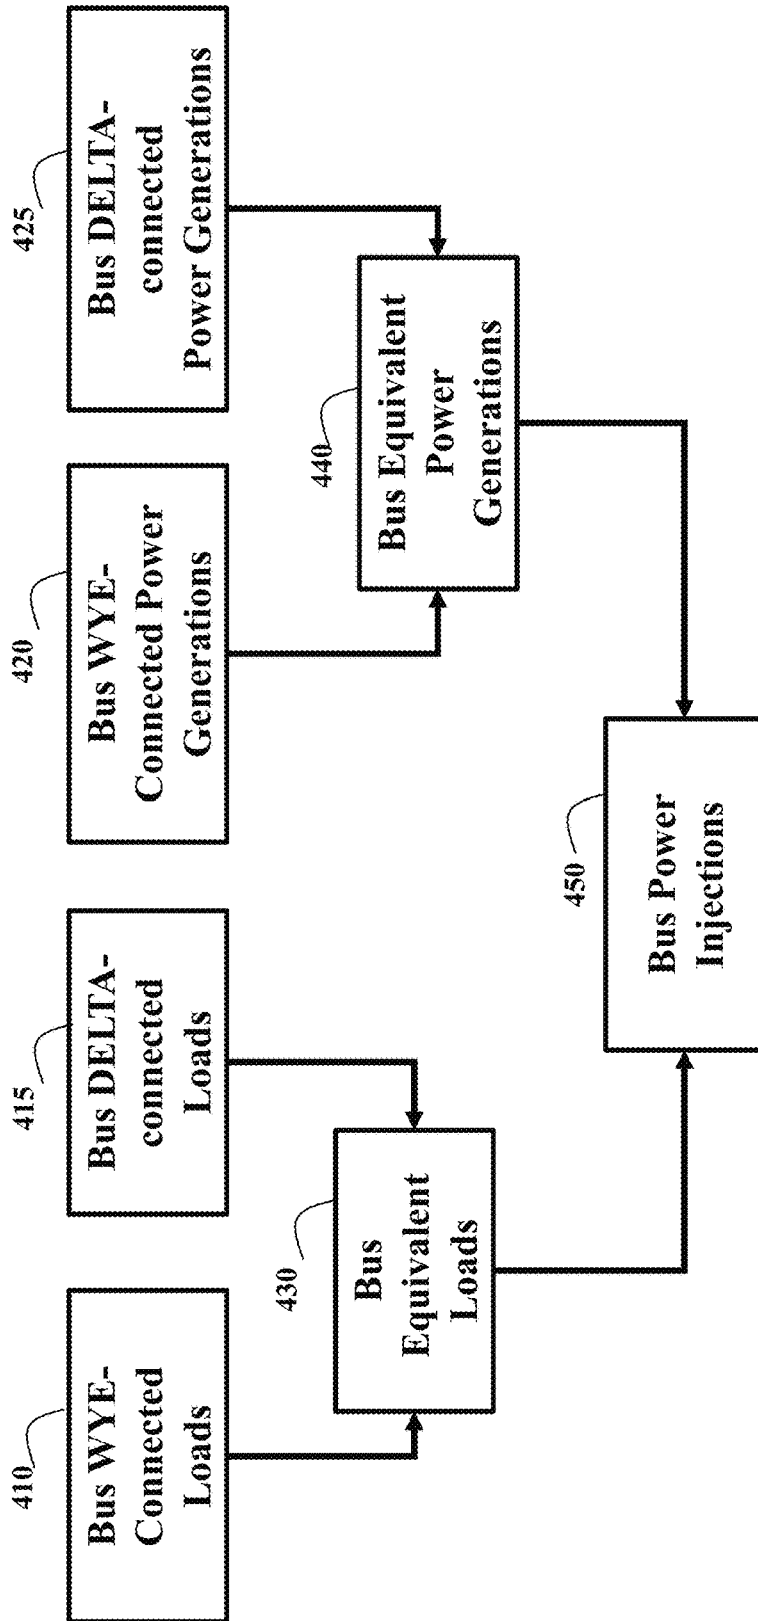 410
Bus WYE-
Connected
Loads
415
Bus DELTA-
connected
Loads
420
Bus WYE-
Connected Power
Generations
425
Bus DELTA-
connected
Power Generations
430
Bus
Equivalent
Loads
440
Bus Equivalent
Power
Generations
450
Bus Power
Injections